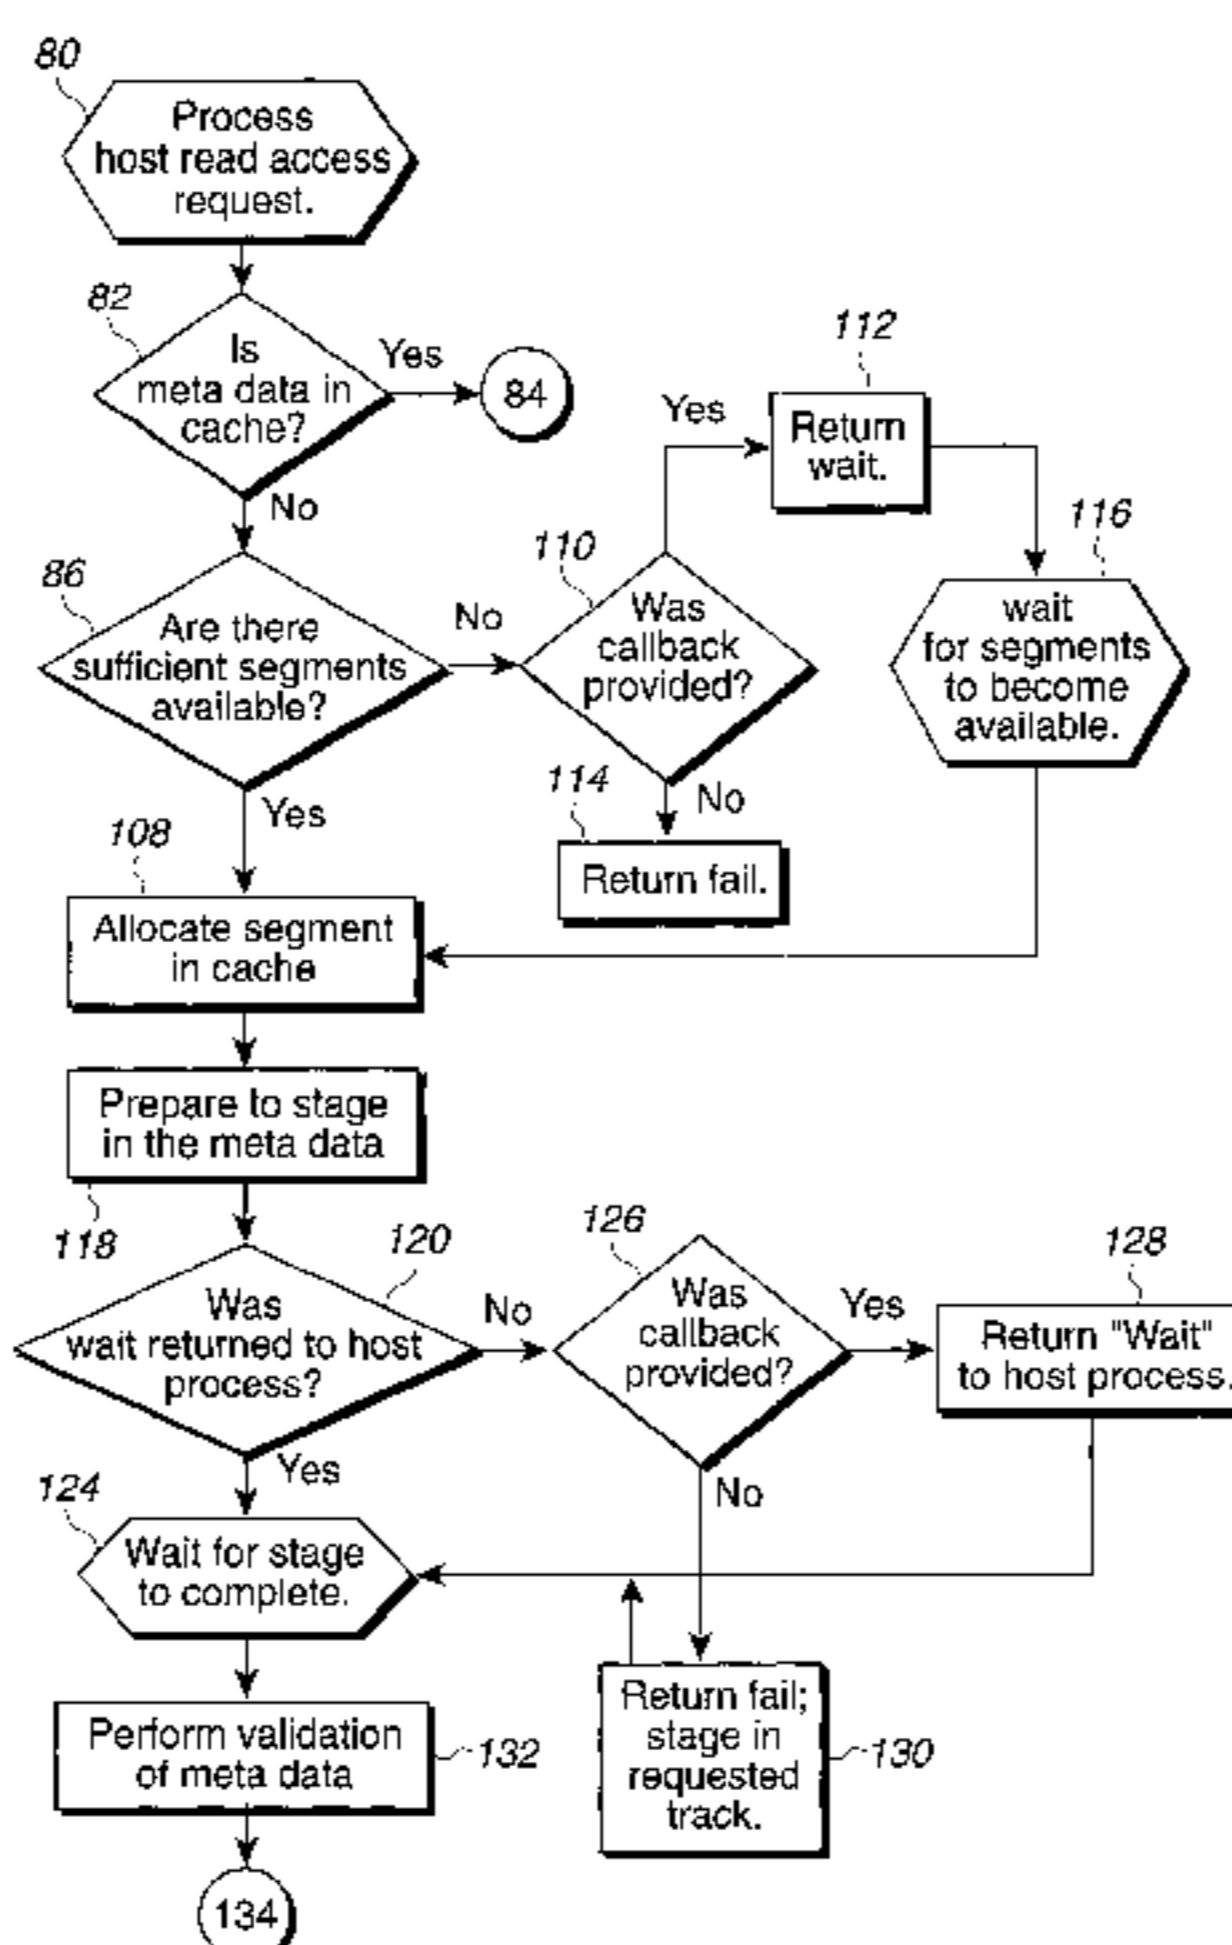 80
Process
host read access
request.
82
Is
meta data in
cache?
Yes
84
No
112
Return
wait.
Yes
116
wait
for segments
to become
available.
110
Was
callback
provided?
No
86
Are there
sufficient segments
available?
No
114
Return fail.
Yes
108
Allocate segment
in cache
Prepare to stage
in the meta data
118
120
Was
wait returned to host
process?
No
126
Was
callback
provided?
Yes
128
Return "Wait"
to host process.
Yes
No
124
Wait for stage
to complete.
Return fail;
stage in
requested
track.
130
Perform validation
of meta data
132
134